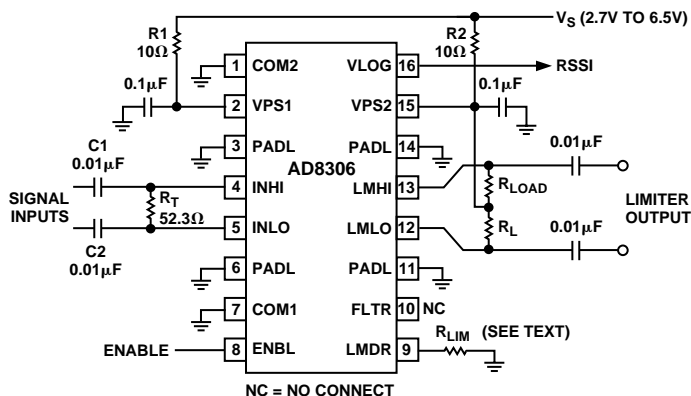 VS (2.7V TO 6.5V)
R1
10Ω
R2
10Ω
1 COM2
VLOG 16
RSSI
0.1μF
0.1μF
2 VPS1
VPS2 15
3 PADL
PADL 14
AD8306
C1
0.01μF
0.01μF
4 INHI
LMHI 13
SIGNAL
INPUTS
RT
52.3Ω
RLOAD
LIMITER
OUTPUT
5 INLO
LMLO 12
RL
0.01μF
C2
0.01μF
6 PADL
PADL 11
7 COM1
FLTR 10 NC
RLIM (SEE TEXT)
ENABLE 8 ENBL
LMDR 9
NC = NO CONNECT